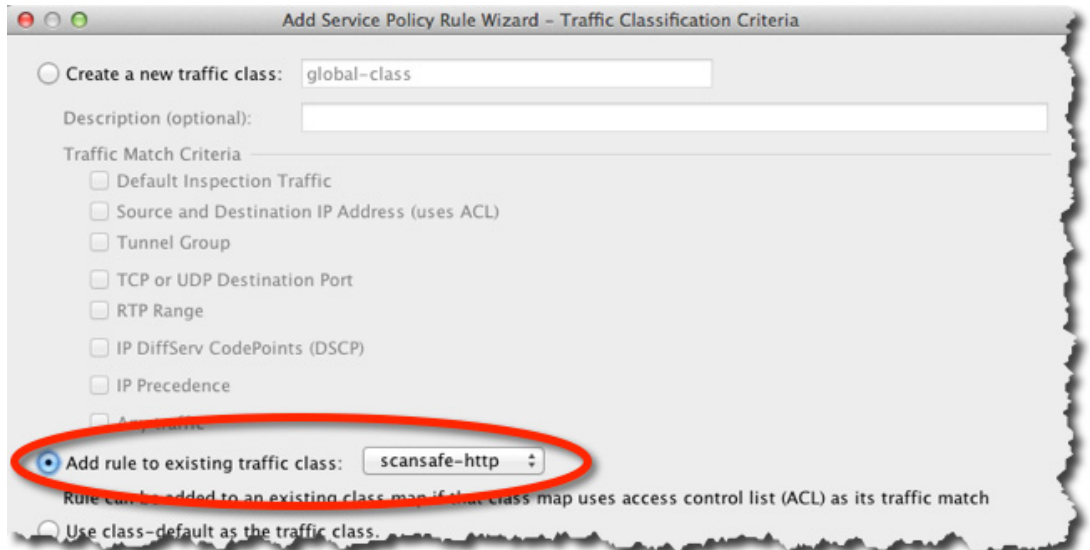 Add Service Policy Rule Wizard – Traffic Classification Criteria
Create a new traffic class: global-class
Description (optional):
Traffic Match Criteria
Default Inspection Traffic
Source and Destination IP Address (uses ACL)
Tunnel Group
TCP or UDP Destination Port
RTP Range
IP DiffServ CodePoints (DSCP)
IP Precedence
Any traffic
Add rule to existing traffic class: scansafe-http
Rule can be added to an existing class map if that class map uses access control list (ACL) as its traffic match
Use class-default as the traffic class.